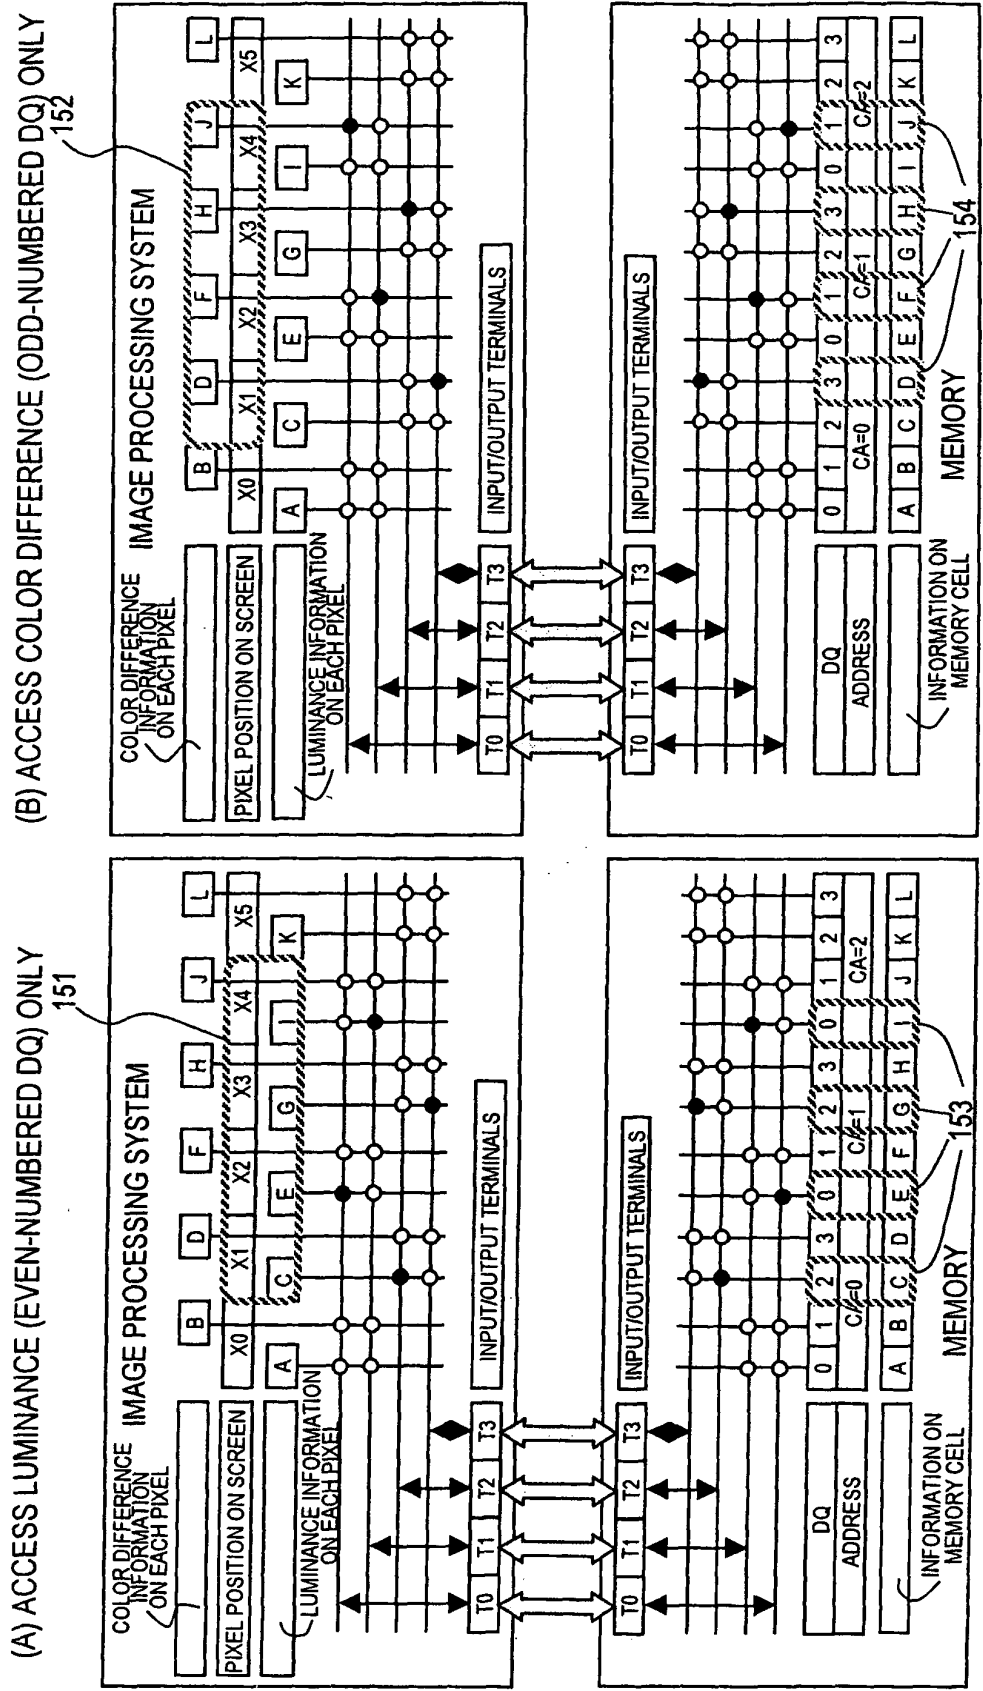 (A) ACCESS LUMINANCE (EVEN-NUMBERED DQ) ONLY
151
IMAGE PROCESSING SYSTEM
COLOR DIFFERENCE
INFORMATION
ON EACH PIXEL
B D F H J L
PIXEL POSITION ON SCREEN
X0 X1 X2 X3 X4 X5
A C E G I K
LUMINANCE INFORMATION
ON EACH PIXEL
T0 T1 T2 T3
INPUT/OUTPUT TERMINALS
T0 T1 T2 T3
INPUT/OUTPUT TERMINALS
DQ
0 1 2 3 0 1 2 3 0 1 2 3
ADDRESS
CA=0 CA=1 CA=2
INFORMATION ON
MEMORY CELL
A B C D E F G H I J K L
MEMORY
153
(B) ACCESS COLOR DIFFERENCE (ODD-NUMBERED DQ) ONLY
152
IMAGE PROCESSING SYSTEM
COLOR DIFFERENCE
INFORMATION
ON EACH PIXEL
B D F H J L
PIXEL POSITION ON SCREEN
X0 X1 X2 X3 X4 X5
A C E G I K
LUMINANCE INFORMATION
ON EACH PIXEL
T0 T1 T2 T3
INPUT/OUTPUT TERMINALS
T0 T1 T2 T3
INPUT/OUTPUT TERMINALS
DQ
0 1 2 3 0 1 2 3 0 1 2 3
ADDRESS
CA=0 CA=1 CA=2
INFORMATION ON
MEMORY CELL
A B C D E F G H I J K L
MEMORY
154